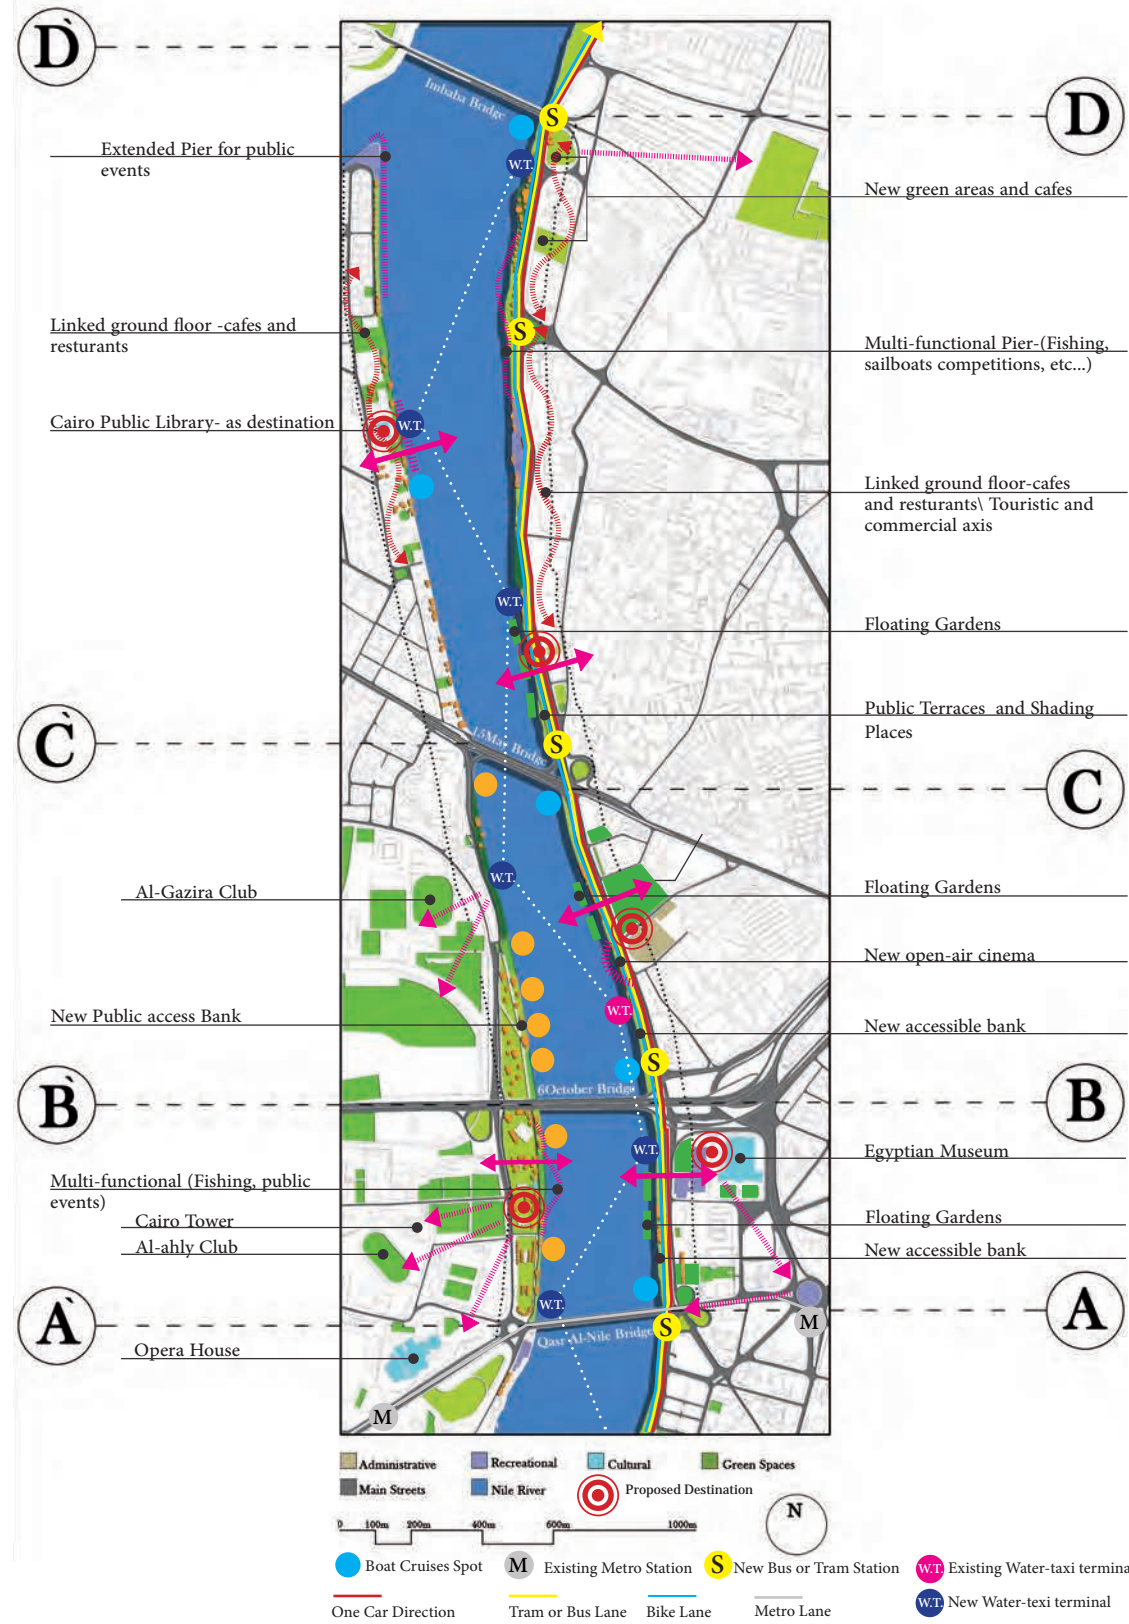 D̀
D
Imbaba Bridge
S
W.T.
Extended Pier for public
events
New green areas and cafes
Linked ground floor -cafes and
resturants
S
Multi-functional Pier-(Fishing,
sailboats competitions, etc...)
Cairo Public Library- as destination
W.T.
Linked ground floor-cafes
and resturants\ Touristic and
commercial axis
W.T.
Floating Gardens
Public Terraces and Shading
Places
C̀
15May Bridge
S
C
W.T.
Al-Gazira Club
Floating Gardens
New open-air cinema
New Public access Bank
W.T.
New accessible bank
S
B̀
6October Bridge
B
W.T.
Egyptian Museum
Multi-functional (Fishing, public
events)
Cairo Tower
Floating Gardens
Al-ahly Club
New accessible bank
À
W.T.
Qasr Al-Nile Bridge
S
M
A
Opera House
M
Administrative
Recreational
Cultural
Green Spaces
Main Streets
Nile River
Proposed Destination
N
0 100m 200m 400m 600m 1000m
Boat Cruises Spot
M Existing Metro Station
S New Bus or Tram Station
W.T. Existing Water-taxi termina
One Car Direction
Tram or Bus Lane
Bike Lane
Metro Lane
W.T. New Water-texi terminal